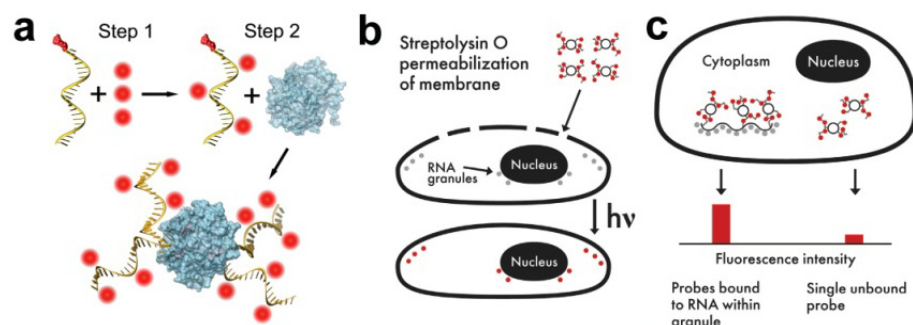 a
Step 1
Step 2
+
+
b
Streptolysin O
permeabilization
of membrane
RNA
granules
Nucleus
hν
Nucleus
c
Cytoplasm
Nucleus
Fluorescence intensity
Probes bound
to RNA within
granule
Single unbound
probe